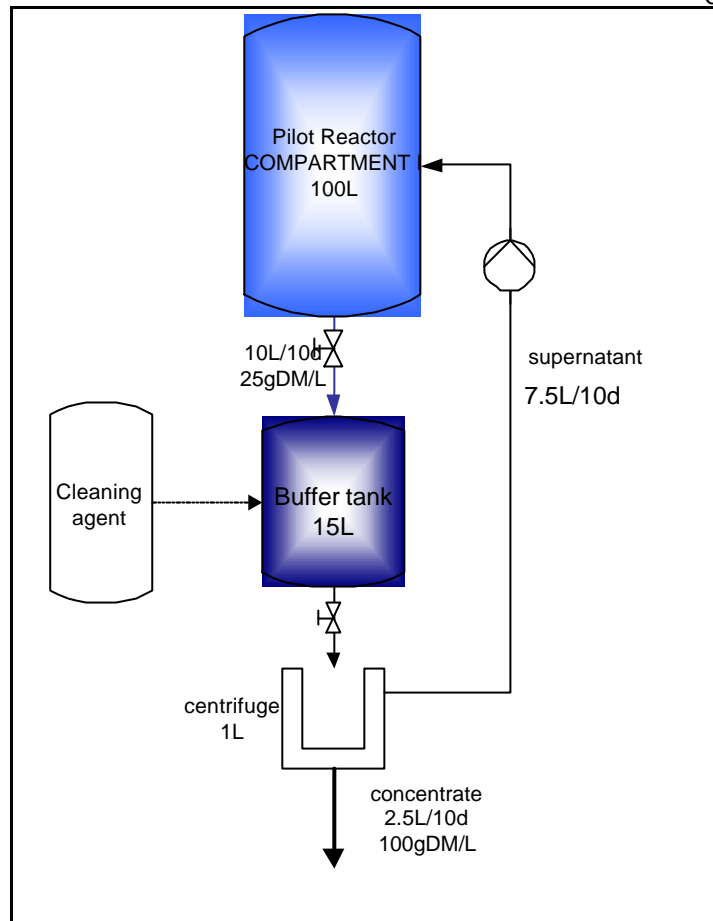 Pilot Reactor
COMPARTMENT I
100L
10L/10d
25gDM/L
supernatant
7.5L/10d
Cleaning
agent
Buffer tank
15L
centrifuge
1L
concentrate
2.5L/10d
100gDM/L